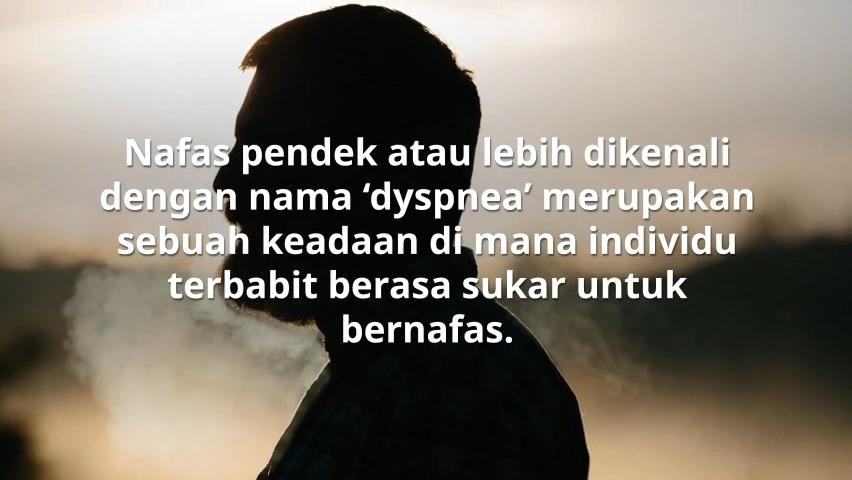 Nafas pendek atau lebih dikenali
dengan nama ‘dyspnea’ merupakan
sebuah keadaan di mana individu
terbabit berasa sukar untuk
bernafas.